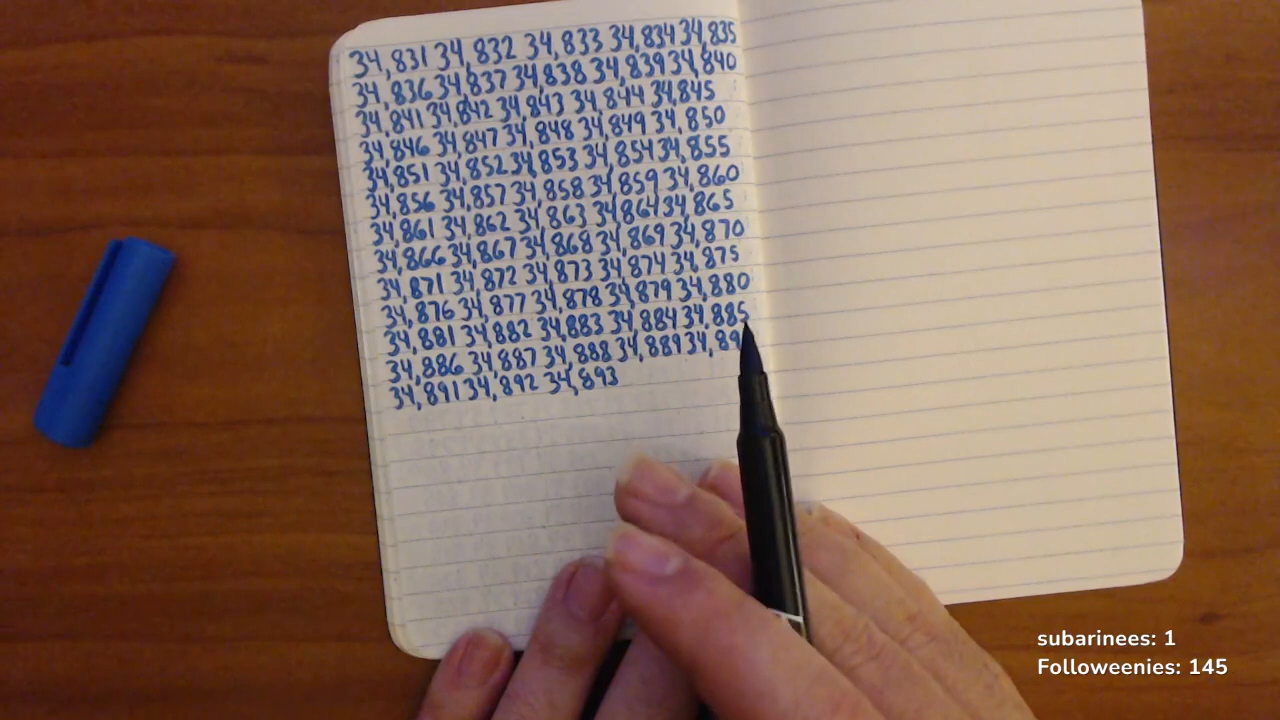 34,831 34,832 34,833 34,834 34,835
34,836 34,837 34,838 34,839 34,840
34,841 34,842 34,843 34,844 34,845
34,846 34,847 34,848 34,849 34,850
34,851 34,852 34,853 34,854 34,855
34,856 34,857 34,858 34,859 34,860
34,861 34,862 34,863 34,864 34,865
34,866 34,867 34,868 34,869 34,870
34,871 34,872 34,873 34,874 34,875
34,876 34,877 34,878 34,879 34,880
34,881 34,882 34,883 34,884 34,885
34,886 34,887 34,888 34,889
34,891 34,892 34,893
subarinees: 1
Followeenies: 145